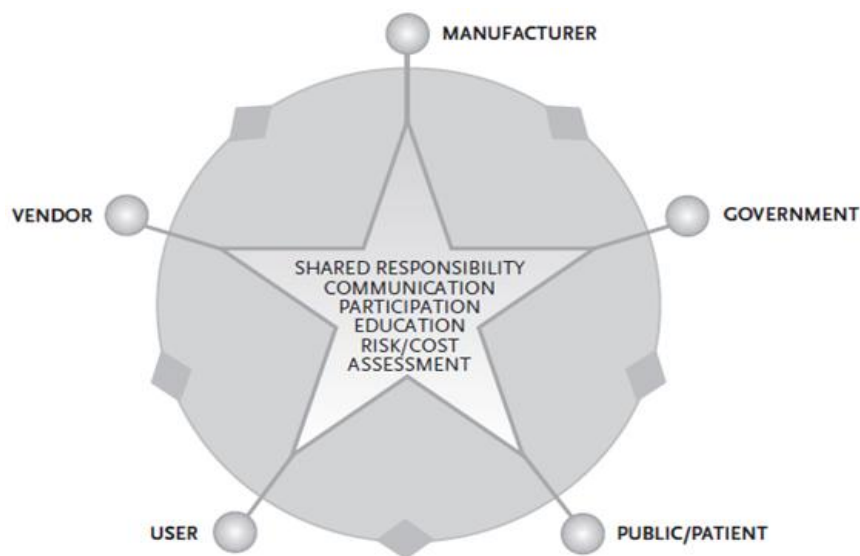 MANUFACTURER
VENDOR
GOVERNMENT
SHARED RESPONSIBILITY
COMMUNICATION
PARTICIPATION
EDUCATION
RISK/COST
ASSESSMENT
USER
PUBLIC/PATIENT